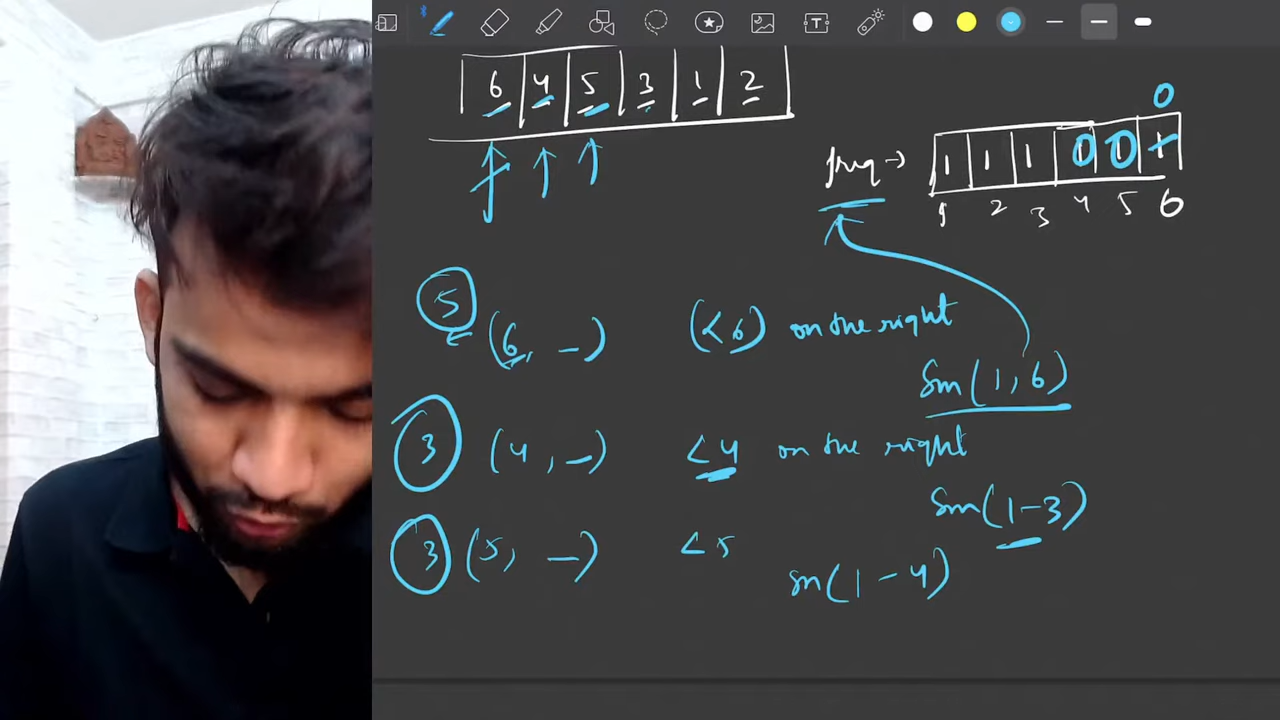 6 4 5 3 1 2
0
freq → 1 1 1 0 0 1
1 2 3 4 5 6
5 (6, –) (<6) on the right
Sm(1,6)
3 (4, –) <4 on the right
Sm(1–3)
3 (5, –) <5
Sm(1–4)